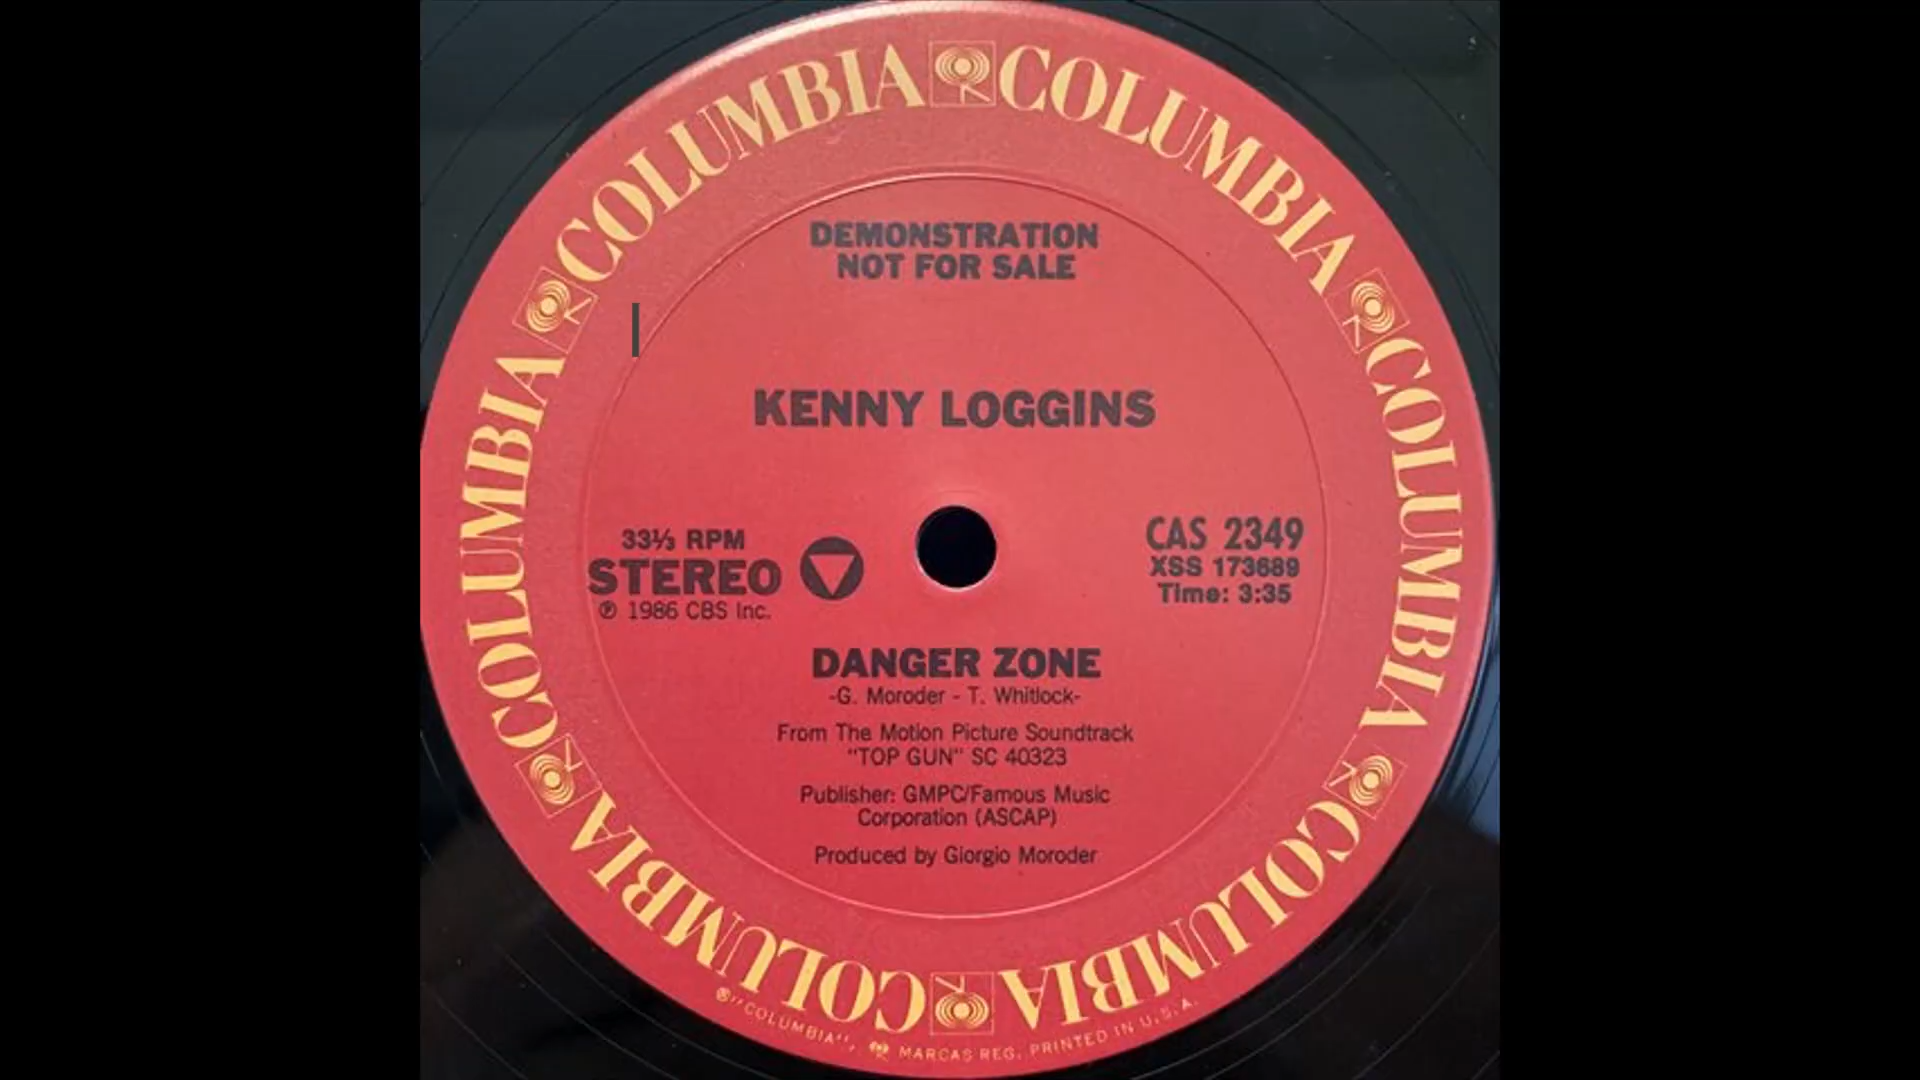 COLUMBIA COLUMBIA COLUMBIA COLUMBIA COLUMBIA COLUMBIA
DEMONSTRATION
NOT FOR SALE
KENNY LOGGINS
33⅓ RPM
STEREO
℗ 1986 CBS Inc.
CAS 2349
XSS 173689
Time: 3:35
DANGER ZONE
-G. Moroder - T. Whitlock-
From The Motion Picture Soundtrack
"TOP GUN" SC 40323
Publisher: GMPC/Famous Music
Corporation (ASCAP)
Produced by Giorgio Moroder
®"COLUMBIA", MARCAS REG. PRINTED IN U.S.A.